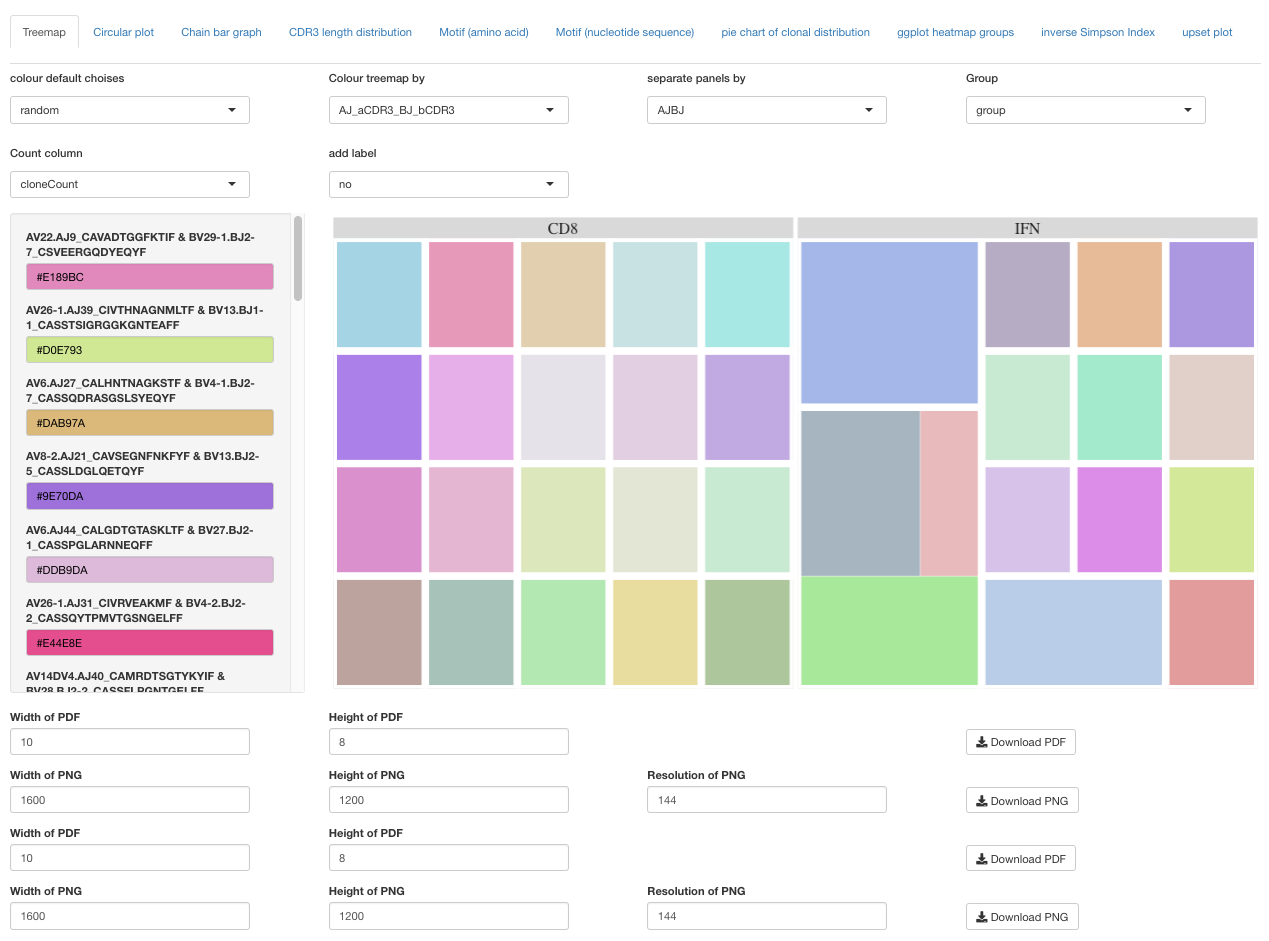 Treemap
Circular plot
Chain bar graph
CDR3 length distribution
Motif (amino acid)
Motif (nucleotide sequence)
pie chart of clonal distribution
ggplot heatmap groups
inverse Simpson Index
upset plot
colour default choises
Colour treemap by
separate panels by
Group
random
AJ_aCDR3_BJ_bCDR3
AJBJ
group
Count column
add label
cloneCount
no
AV22.AJ9_CAVADTGGFKTIF & BV29-1.BJ2-
7_CSVEERGQDYEQYF
#E189BC
AV26-1.AJ39_CIVTHNAGNMLTF & BV13.BJ1-
1_CASSTSIGRGGKGNTEAFF
#D0E793
AV6.AJ27_CALHNTNAGKSTF & BV4-1.BJ2-
7_CASSQDRASGSLSYEQYF
#DAB97A
AV8-2.AJ21_CAVSEGNFNKFYF & BV13.BJ2-
5_CASSLDGLQETQYF
#9E70DA
AV6.AJ44_CALGDTGTASKLTF & BV27.BJ2-
1_CASSPGLARNNEQFF
#DDB9DA
AV26-1.AJ31_CIVRVEAKMF & BV4-2.BJ2-
2_CASSQYTPMVTGSNGELFF
#E44E8E
AV14DV4.AJ40_CAMRDTSGTYKYIF &
BV28.BJ2-2_CASSFLPGNTGELFF
CD8
IFN
Width of PDF
Height of PDF
10
8
Download PDF
Width of PNG
Height of PNG
Resolution of PNG
1600
1200
144
Download PNG
Width of PDF
Height of PDF
10
8
Download PDF
Width of PNG
Height of PNG
Resolution of PNG
1600
1200
144
Download PNG